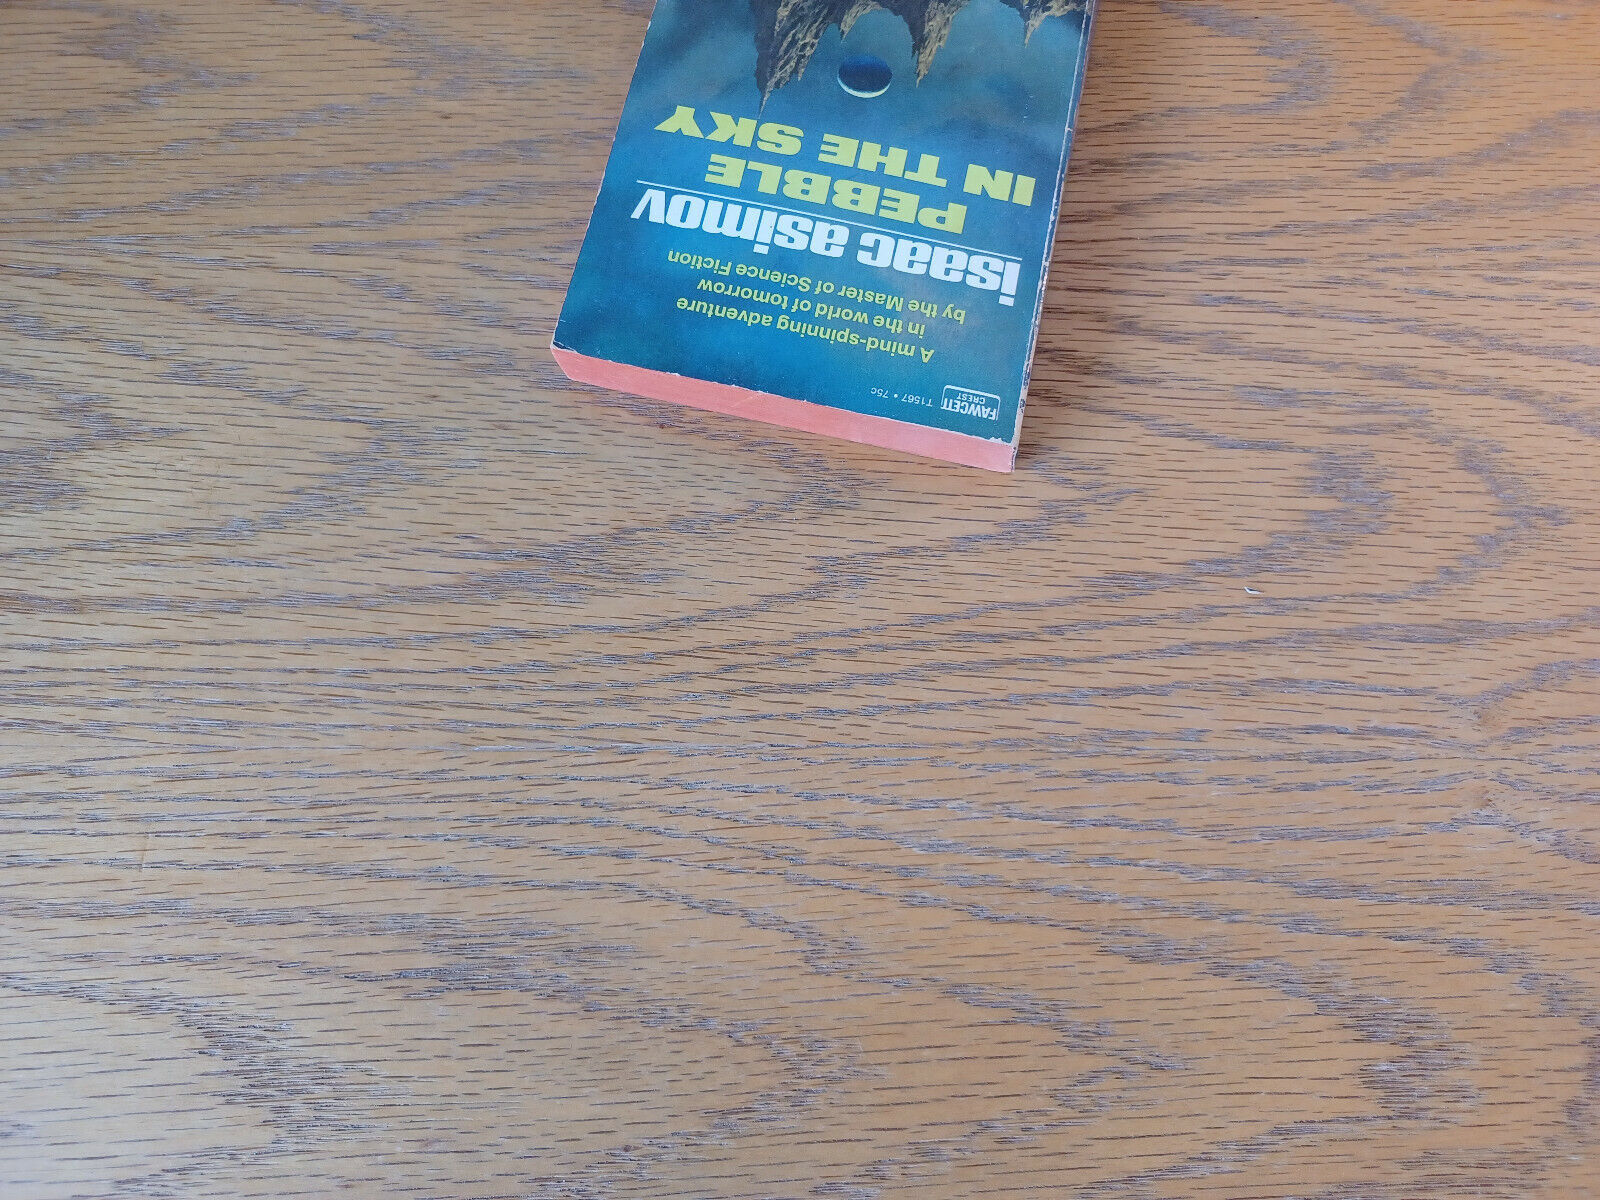 FAWCETT
CREST
T1567 • 75c
A mind-spinning adventure
in the world of tomorrow
by the Master of Science Fiction
isaac asimov
PEBBLE
IN THE SKY